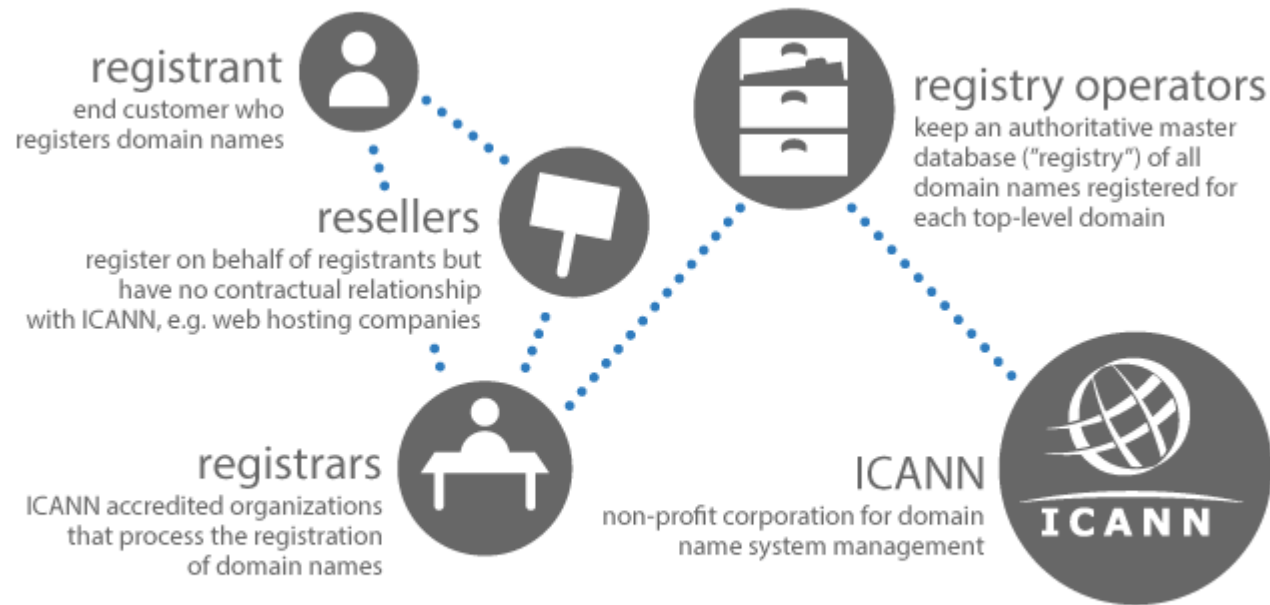 registrant
end customer who
registers domain names
resellers
register on behalf of registrants but
have no contractual relationship
with ICANN, e.g. web hosting companies
registrars
ICANN accredited organizations
that process the registration
of domain names
registry operators
keep an authoritative master
database ("registry") of all
domain names registered for
each top-level domain
ICANN
non-profit corporation for domain
name system management
ICANN